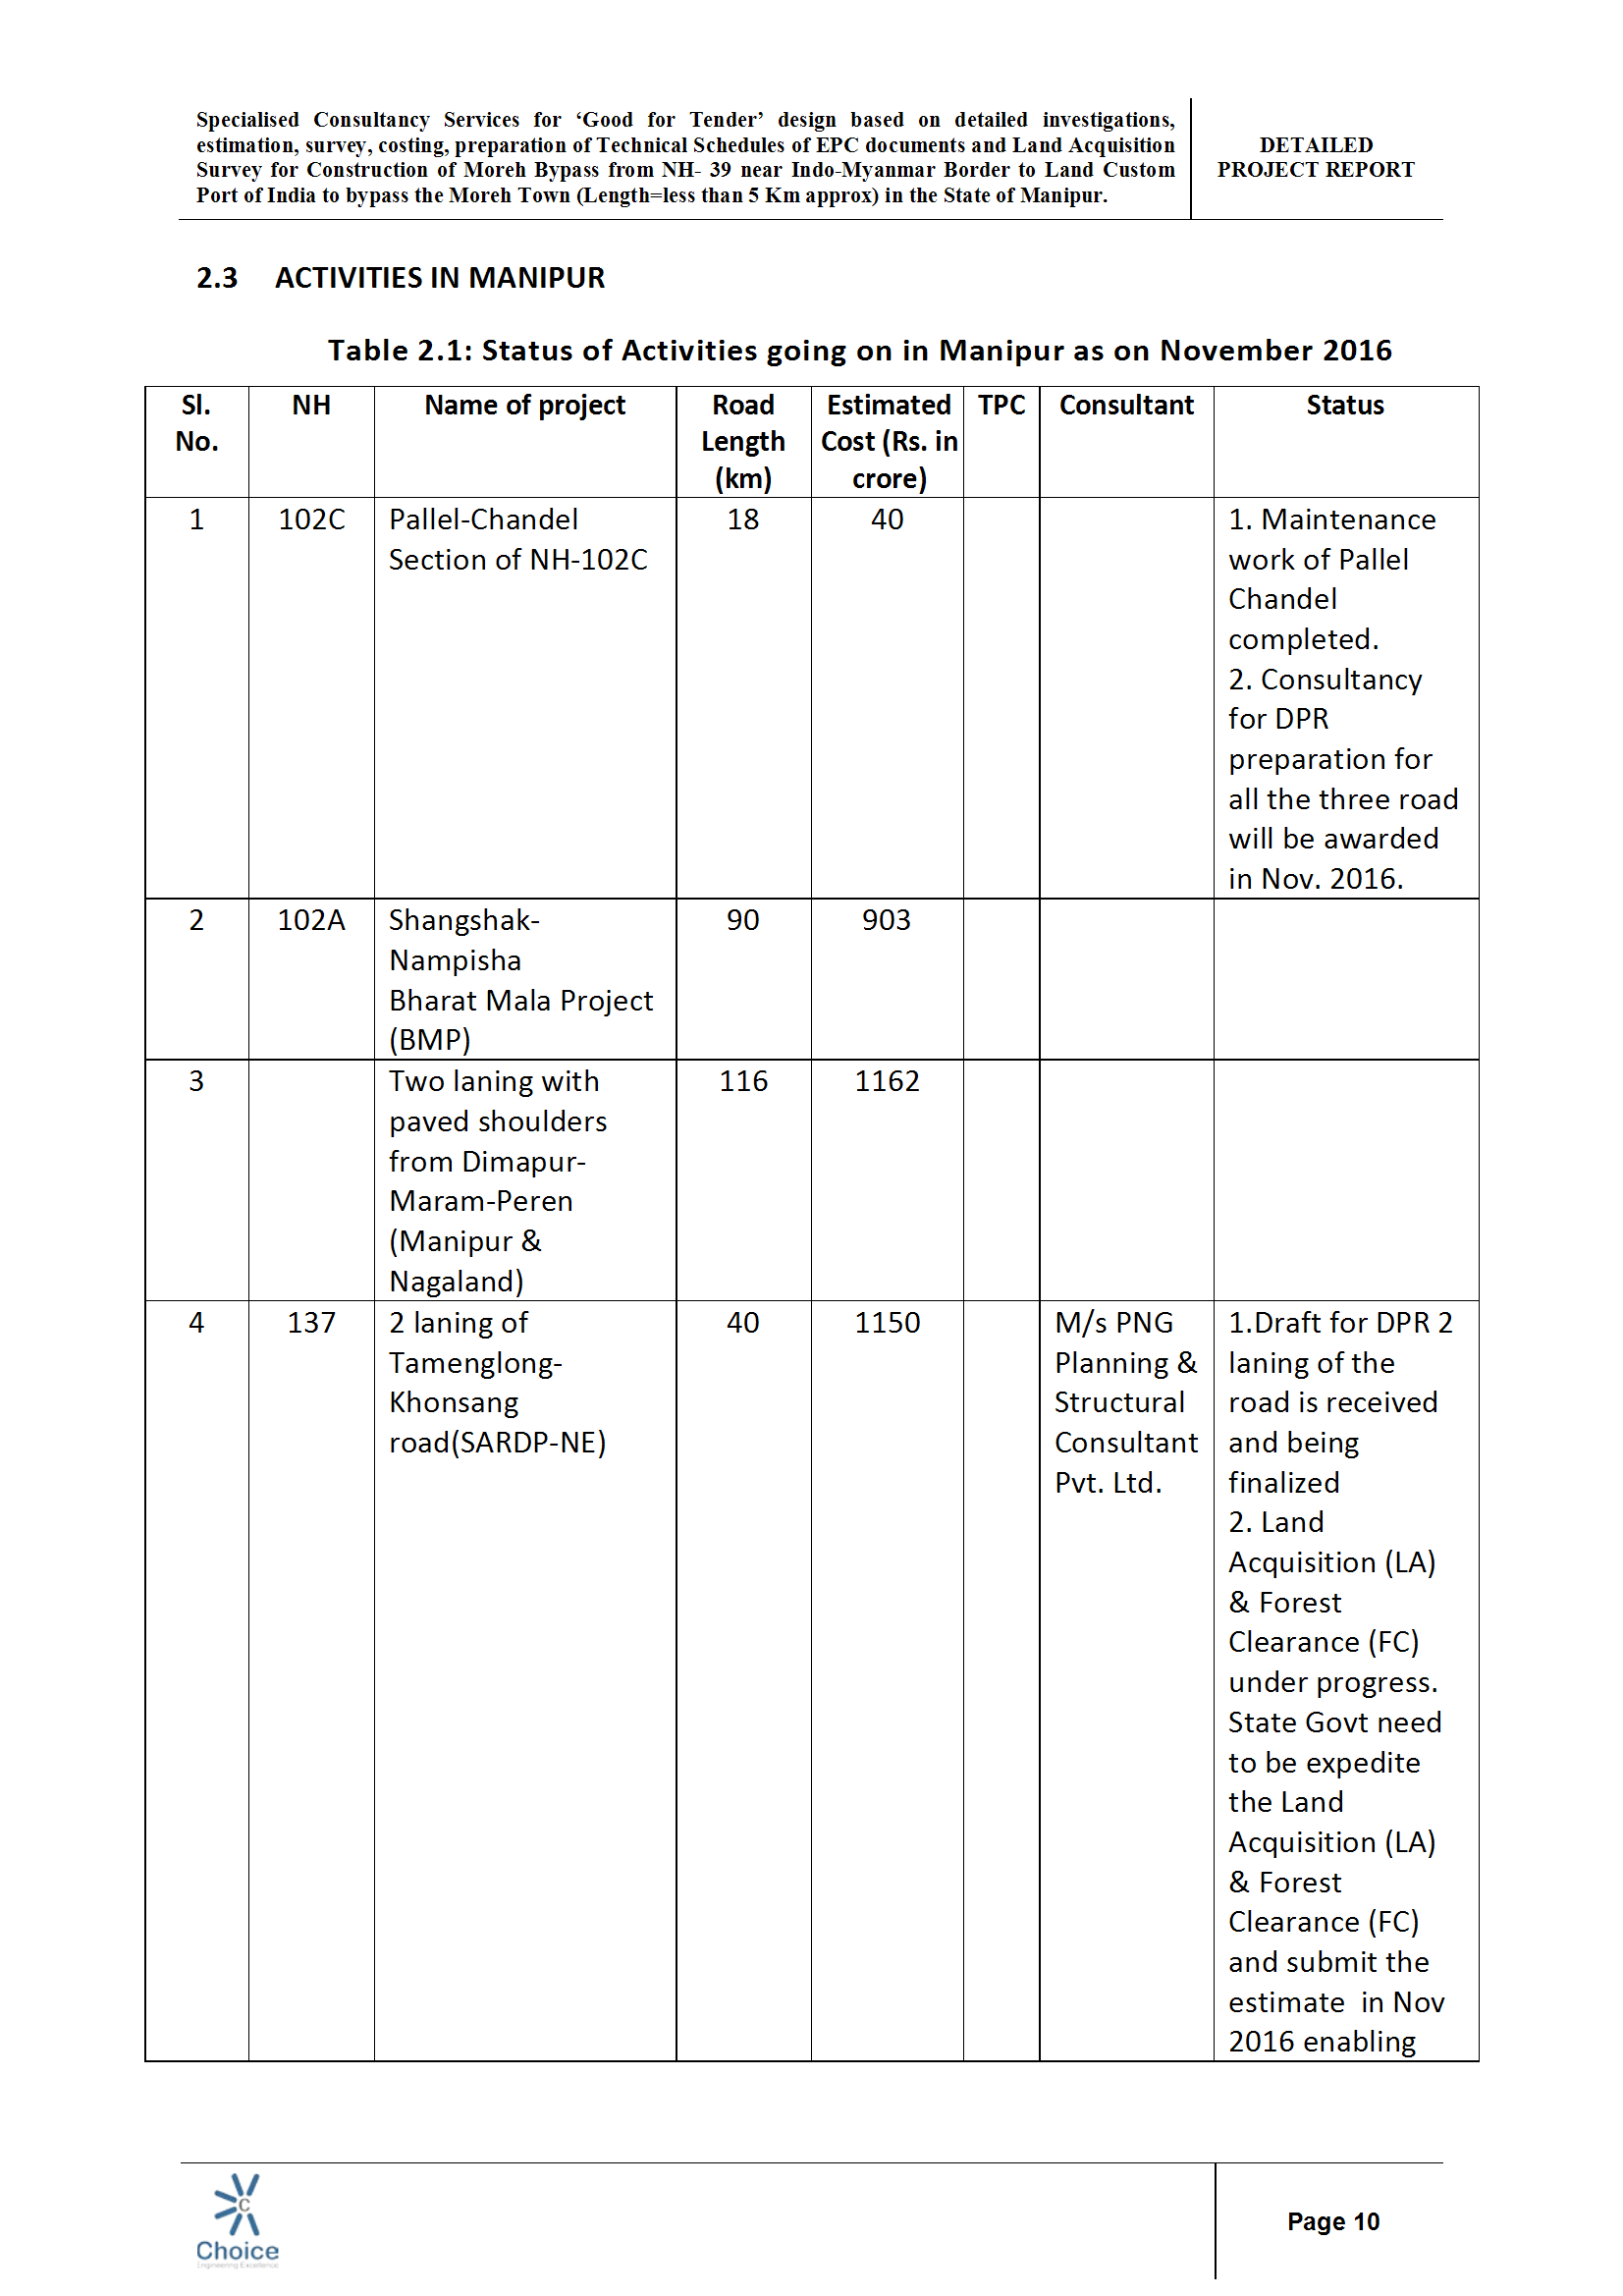 Specialised Consultancy Services for ‘Good for Tender’ design based on detailed investigations,
estimation, survey, costing, preparation of Technical Schedules of EPC documents and Land Acquisition
Survey for Construction of Moreh Bypass from NH- 39 near Indo-Myanmar Border to Land Custom
Port of India to bypass the Moreh Town (Length=less than 5 Km approx) in the State of Manipur.
DETAILED
PROJECT REPORT
2.3 ACTIVITIES IN MANIPUR
Table 2.1: Status of Activities going on in Manipur as on November 2016
Sl.
No.
NH
Name of project
Road
Length
(km)
Estimated
Cost (Rs. in
crore)
TPC
Consultant
Status
1
102C
Pallel-Chandel
Section of NH-102C
18
40
1. Maintenance
work of Pallel
Chandel
completed.
2. Consultancy
for DPR
preparation for
all the three road
will be awarded
in Nov. 2016.
2
102A
Shangshak-
Nampisha
Bharat Mala Project
(BMP)
90
903
3
Two laning with
paved shoulders
from Dimapur-
Maram-Peren
(Manipur &
Nagaland)
116
1162
4
137
2 laning of
Tamenglong-
Khonsang
road(SARDP-NE)
40
1150
M/s PNG
Planning &
Structural
Consultant
Pvt. Ltd.
1.Draft for DPR 2
laning of the
road is received
and being
finalized
2. Land
Acquisition (LA)
& Forest
Clearance (FC)
under progress.
State Govt need
to be expedite
the Land
Acquisition (LA)
& Forest
Clearance (FC)
and submit the
estimate  in Nov
2016 enabling
C
Choice
Engineering Excellence
Page 10